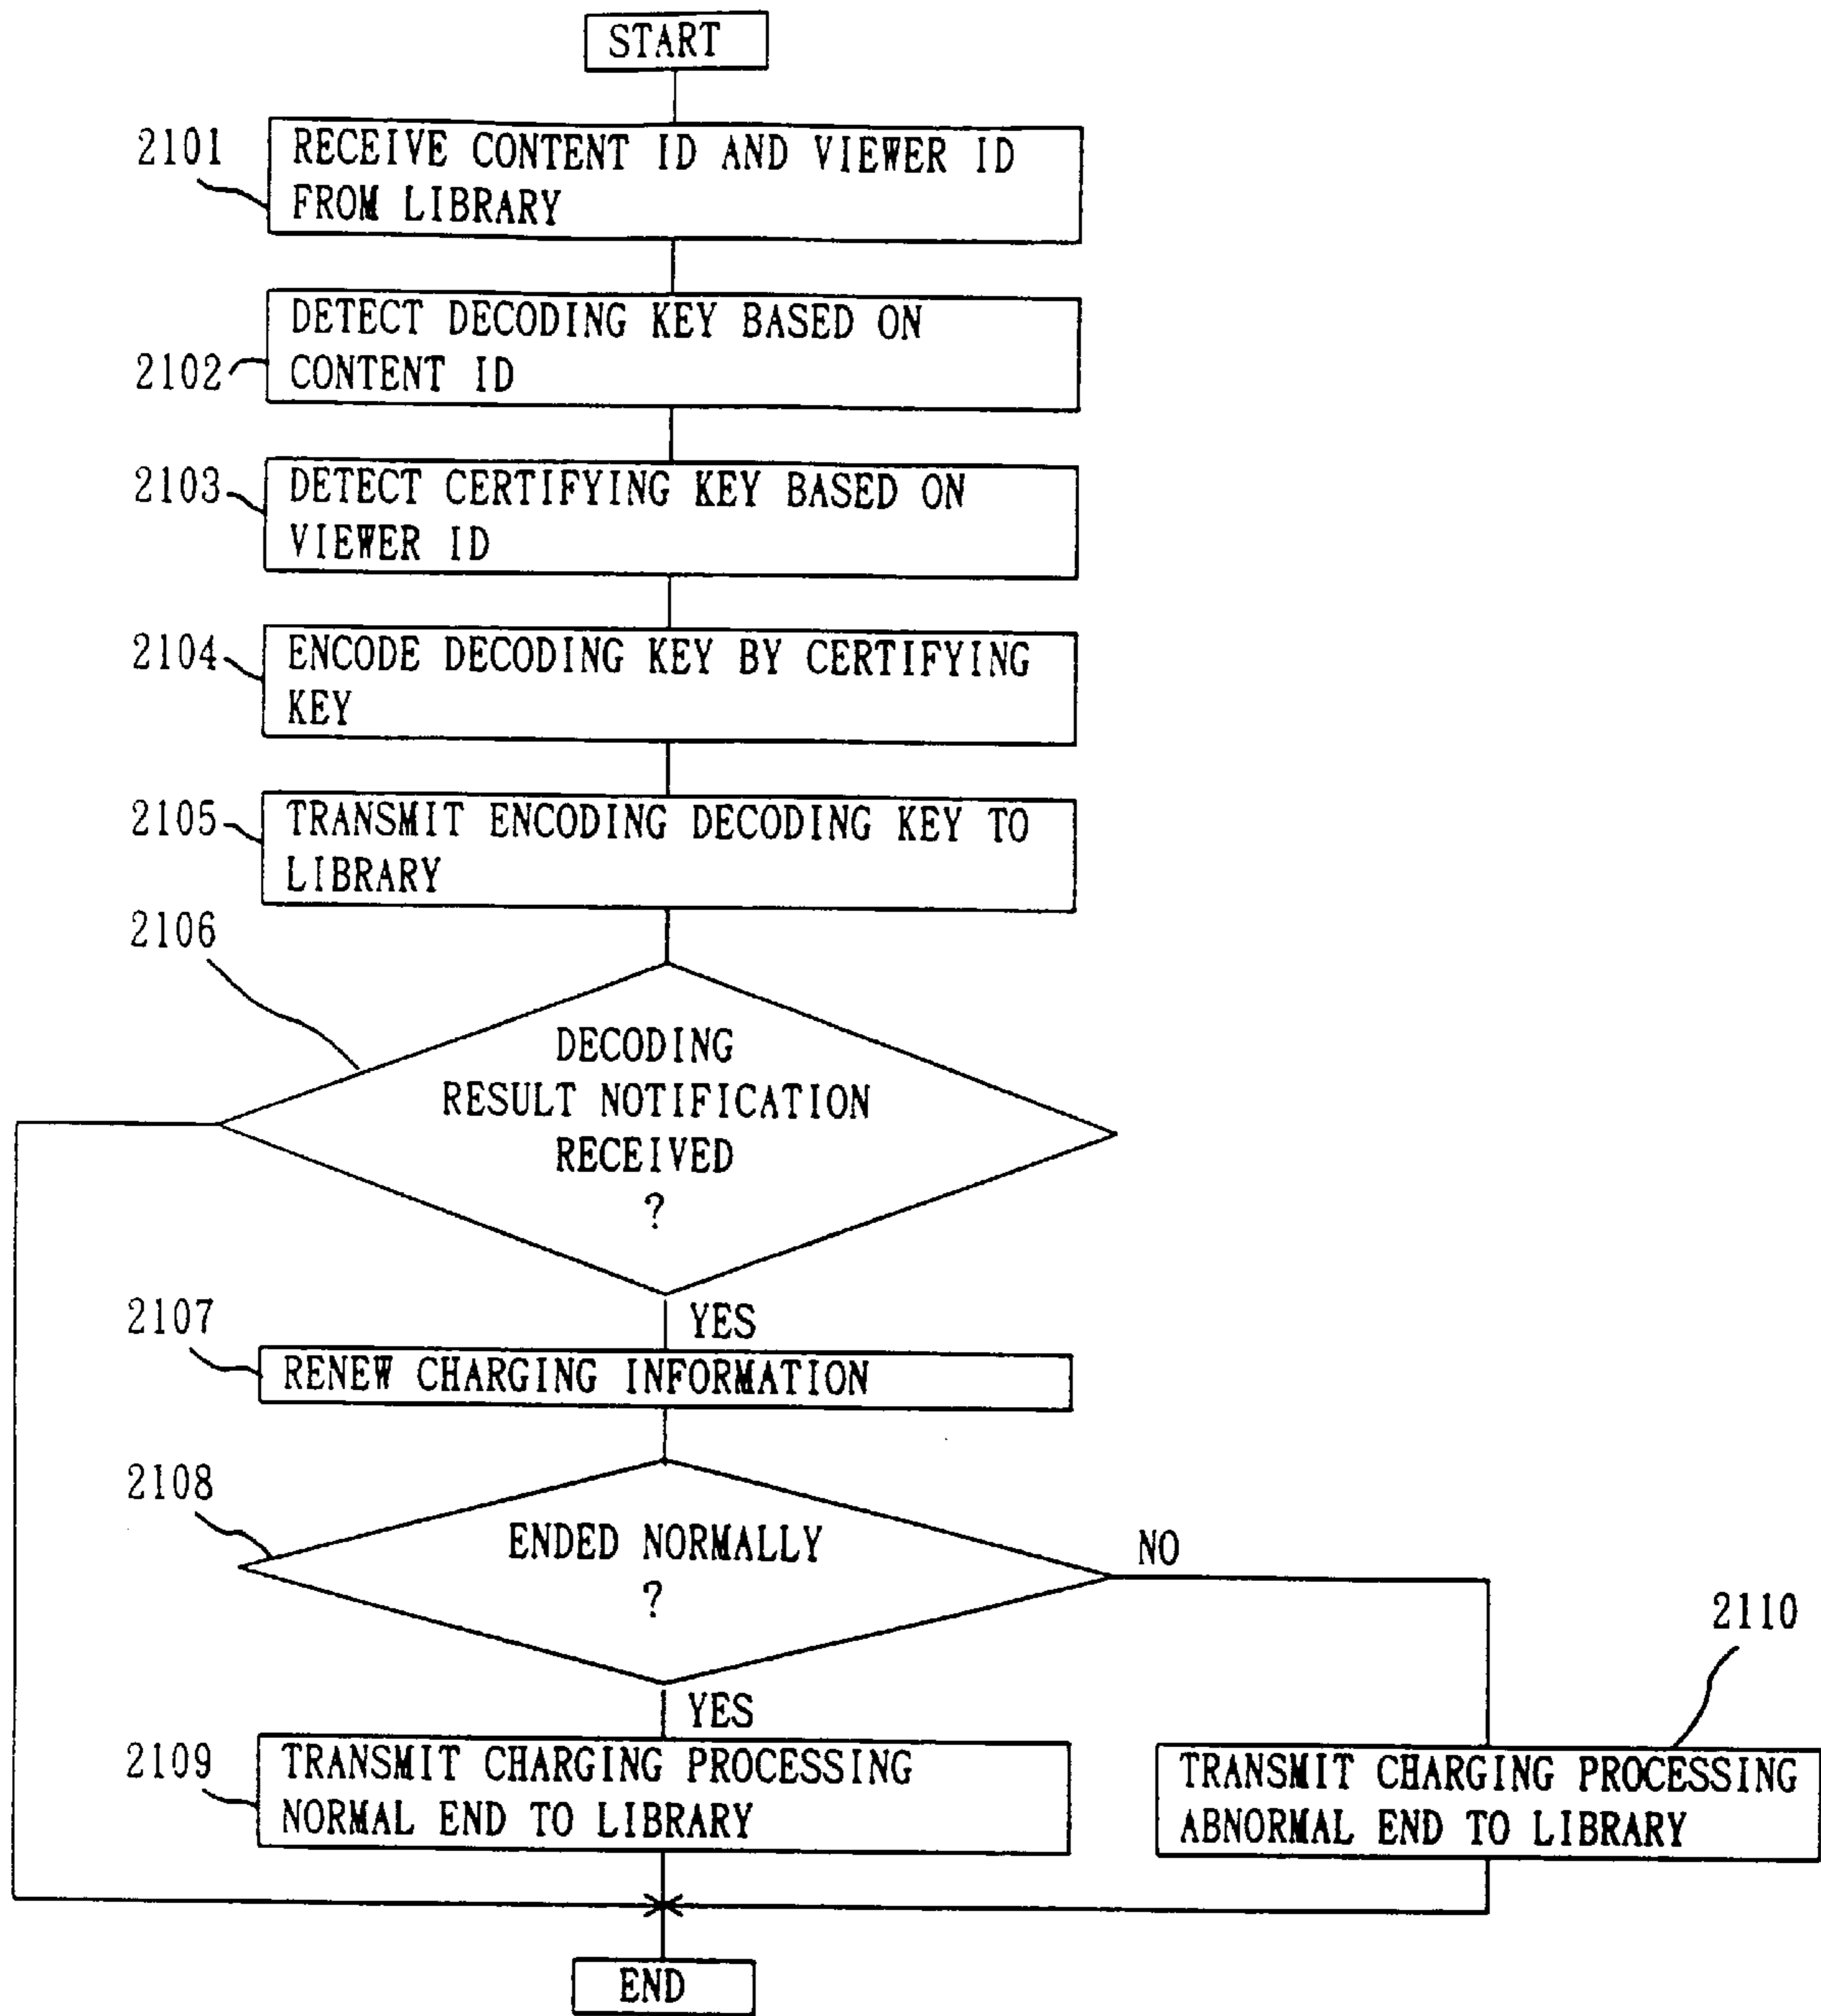 START
2101
RECEIVE CONTENT ID AND VIEWER ID
FROM LIBRARY
2102
DETECT DECODING KEY BASED ON
CONTENT ID
2103
DETECT CERTIFYING KEY BASED ON
VIEWER ID
2104
ENCODE DECODING KEY BY CERTIFYING
KEY
2105
TRANSMIT ENCODING DECODING KEY TO
LIBRARY
2106
DECODING
RESULT NOTIFICATION
RECEIVED
?
YES
2107
RENEW CHARGING INFORMATION
2108
ENDED NORMALLY
?
NO
YES
2109
TRANSMIT CHARGING PROCESSING
NORMAL END TO LIBRARY
2110
TRANSMIT CHARGING PROCESSING
ABNORMAL END TO LIBRARY
END